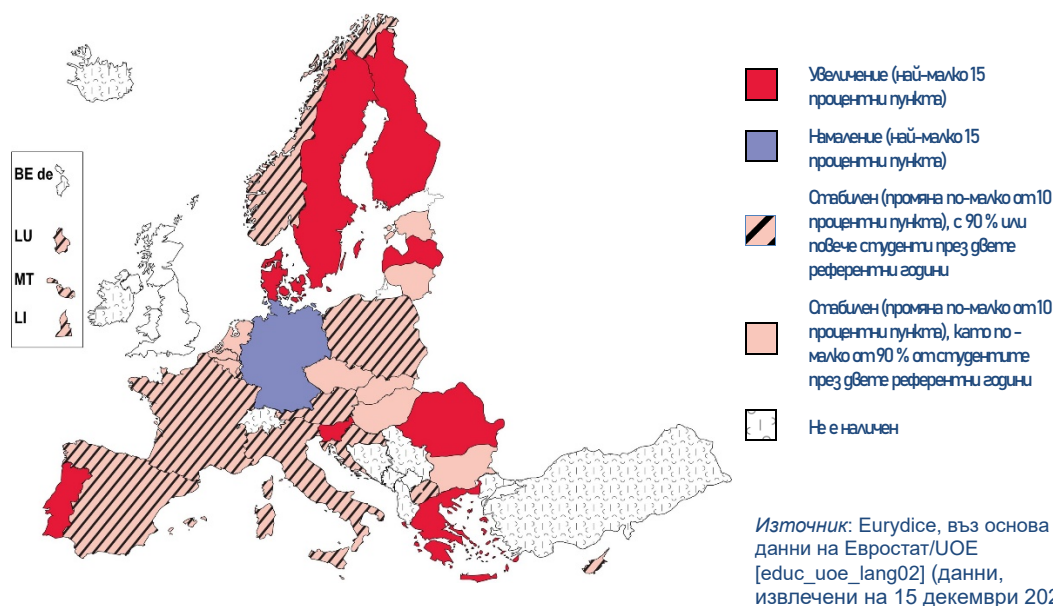 BE de
LU
MT
LI
Увеличение (най-малко 15
процентни пункта)
Намаление (най-малко 15
процентни пункта)
Стабилен (промяна по-малко от 10
процентни пункта), с 90 % или
повече студенти през двете
референтни години
Стабилен (промяна по-малко от 10
процентни пункта), като по -
малко от 90 % от студентите
през двете референтни години
Не е наличен
Източник: Eurydice, въз основа
данни на Евростат/UOE
[educ_uoe_lang02] (данни,
извлечени на 15 декември 202